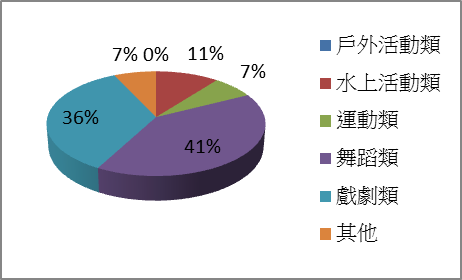 7% 0%
11%
7%
36%
41%
戶外活動類
水上活動類
運動類
舞蹈類
戲劇類
其他